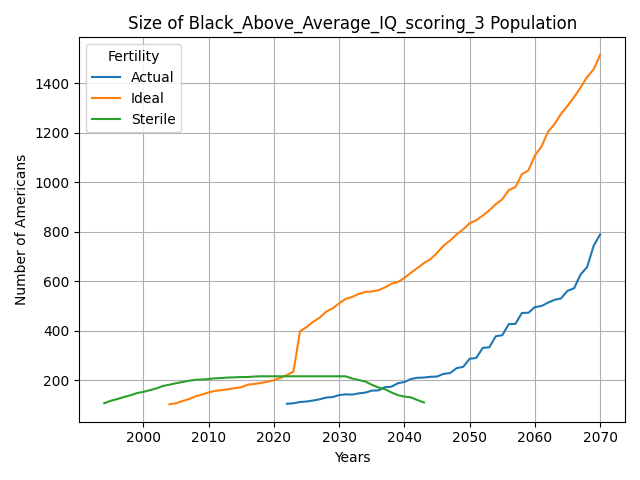 Size of Black_Above_Average_IQ_scoring_3 Population
Fertility
Actual
Ideal
Sterile
Number of Americans
1400
1200
1000
800
600
400
200
2000
2010
2020
2030
2040
2050
2060
2070
Years